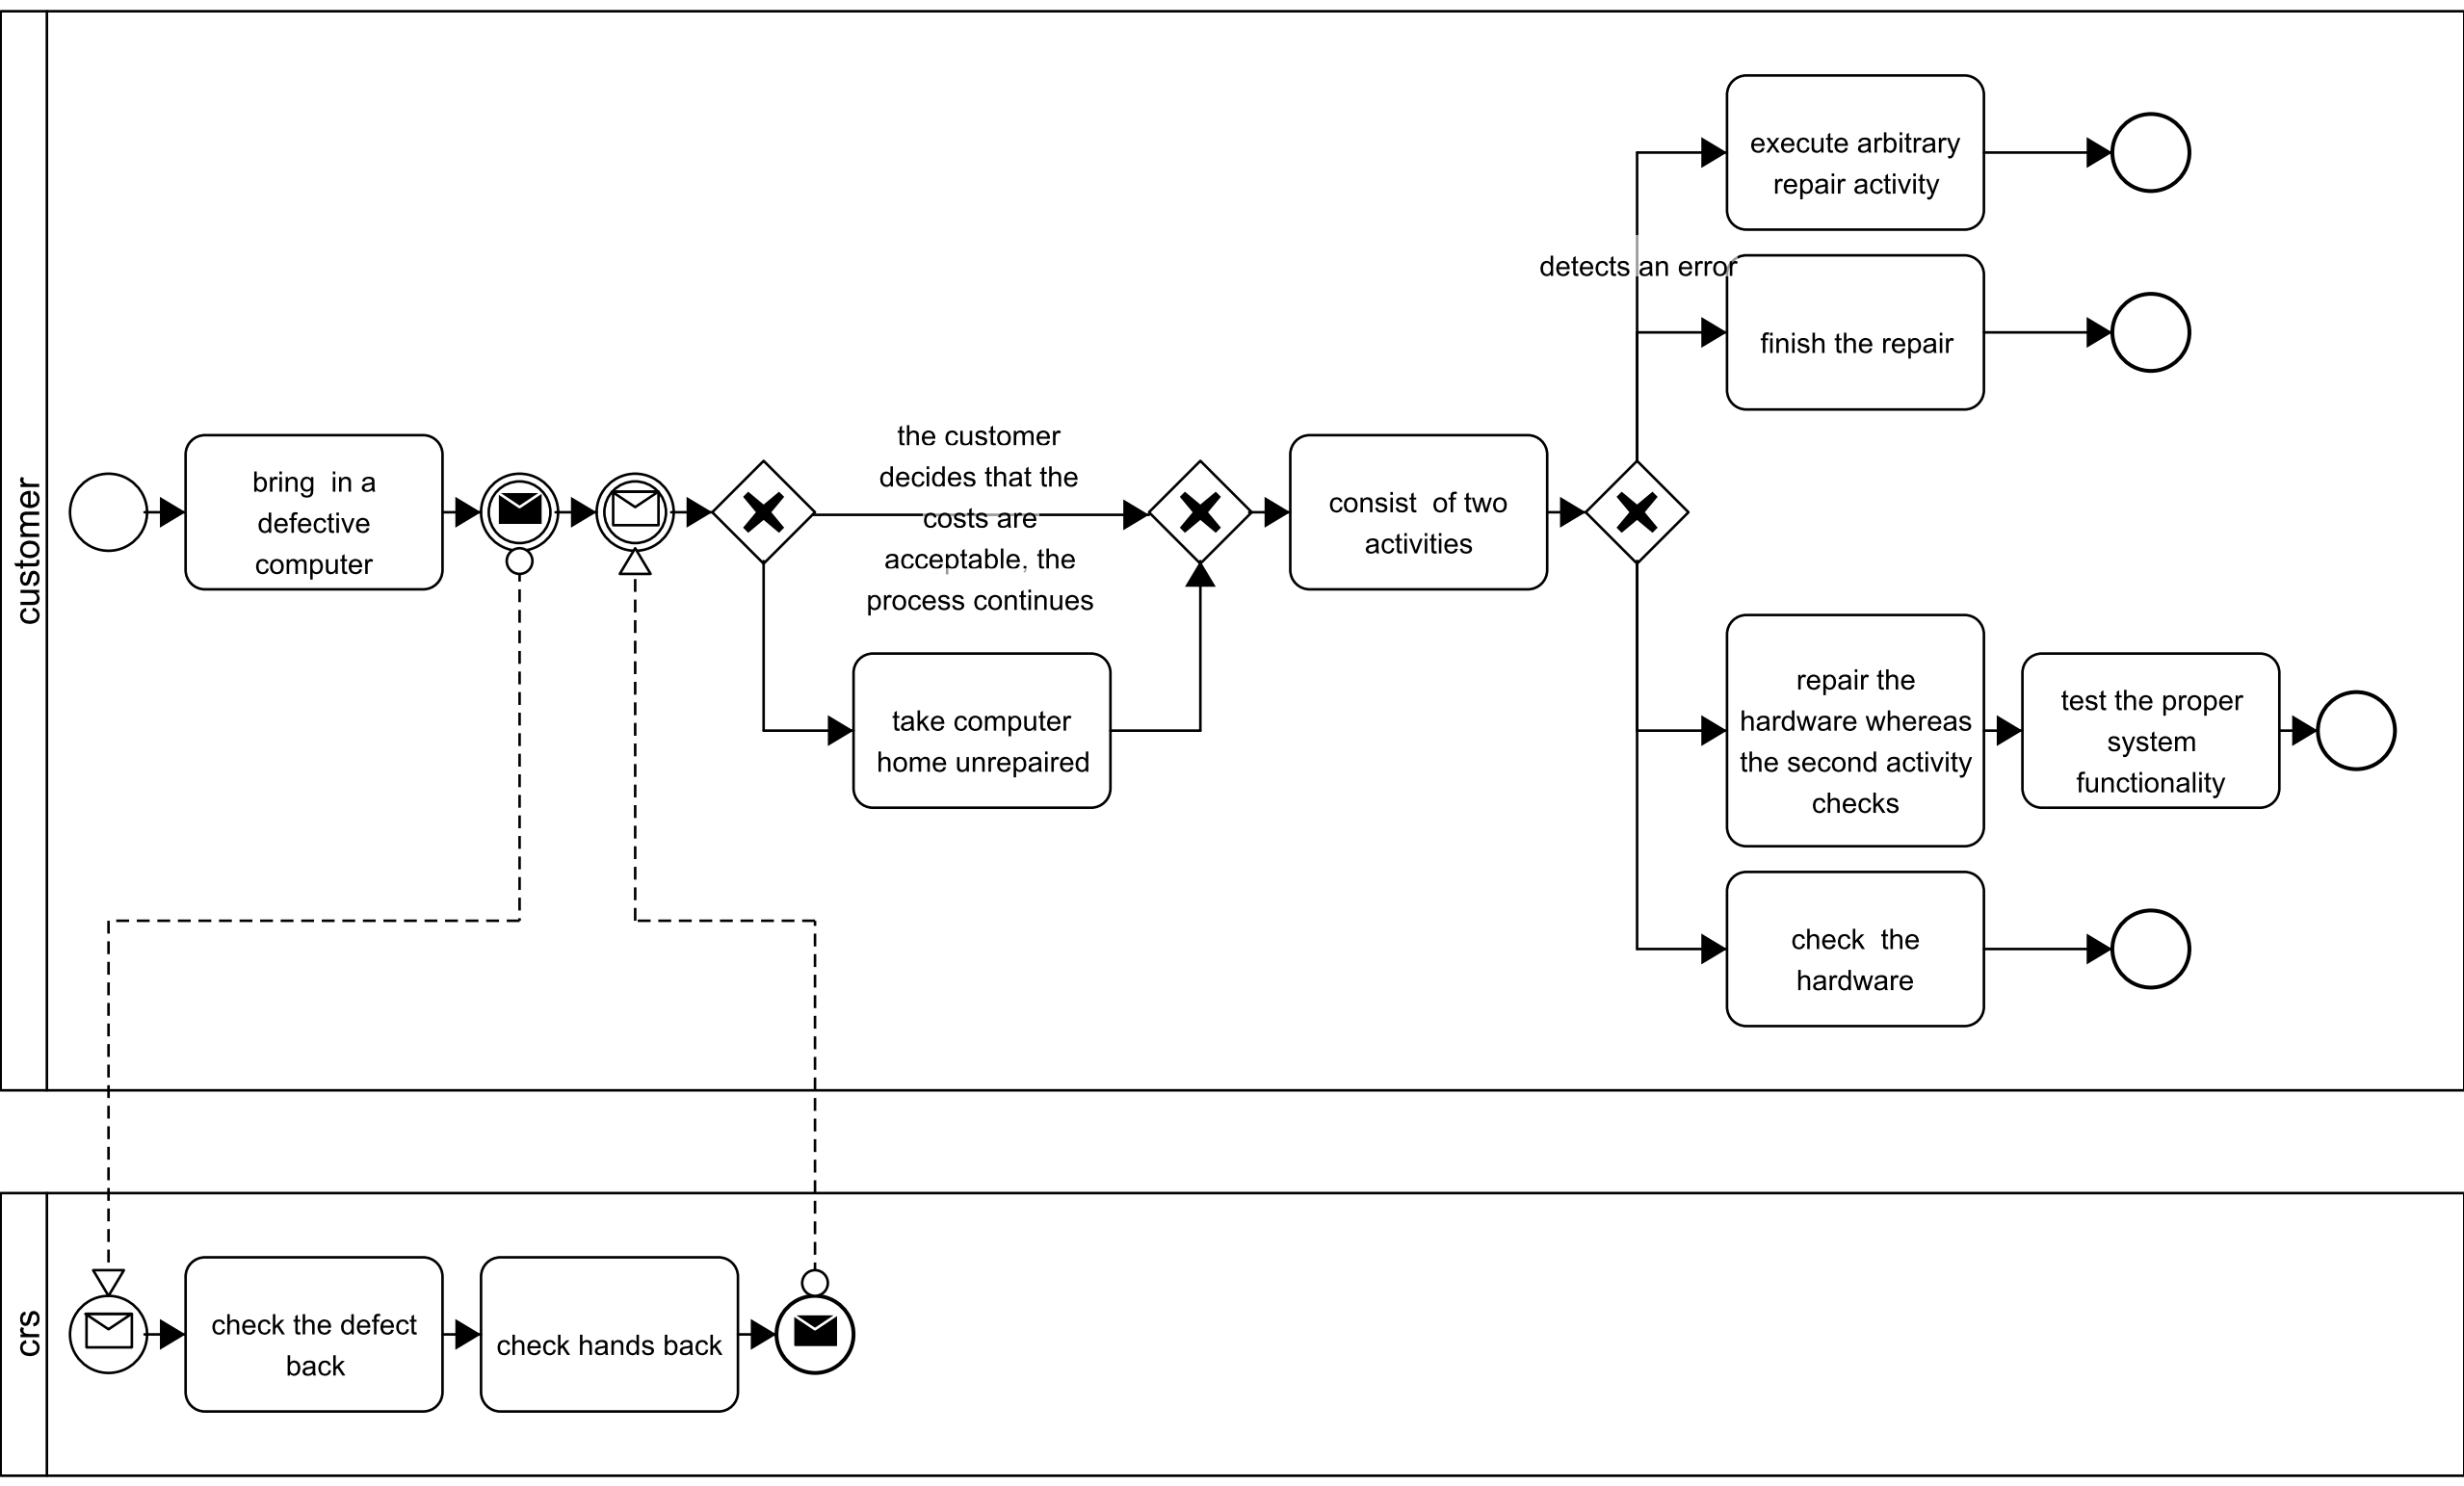 customer
bring in a
defective
computer
the customer
decides that the
costs are
acceptable, the
process continues
take computer
home unrepaired
consist of two
activities
detects an error
execute arbitrary
repair activity
finish the repair
repair the
hardware whereas
the second activity
checks
test the proper
system
functionality
check the
hardware
crs
check the defect
back
check hands back